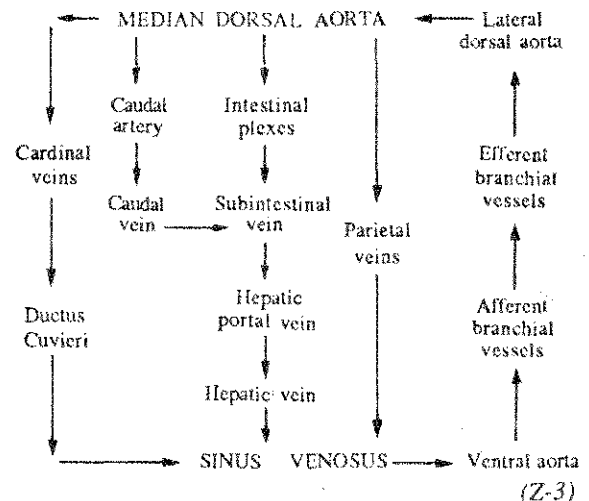 MEDIAN DORSAL AORTA
Lateral
dorsal aorta
Caudal
artery
Intestinal
plexes
Cardinal
veins
Efferent
branchiat
vessels
Caudal
vein
Subintestinal
vein
Parietal
veins
Ductus
Cuvieri
Hepatic
portal vein
Afferent
branchial
vessels
Hepatic vein
SINUS VENOSUS
Ventral aorta
(Z-3)